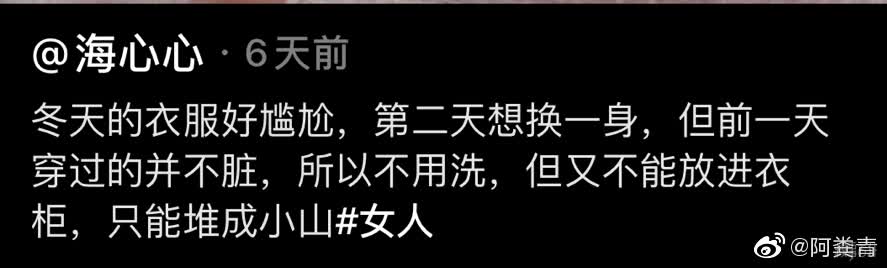 @海心心 · 6天前
冬天的衣服好尴尬，第二天想换一身，但前一天
穿过的并不脏，所以不用洗，但又不能放进衣
柜，只能堆成小山#女人
@阿粪青